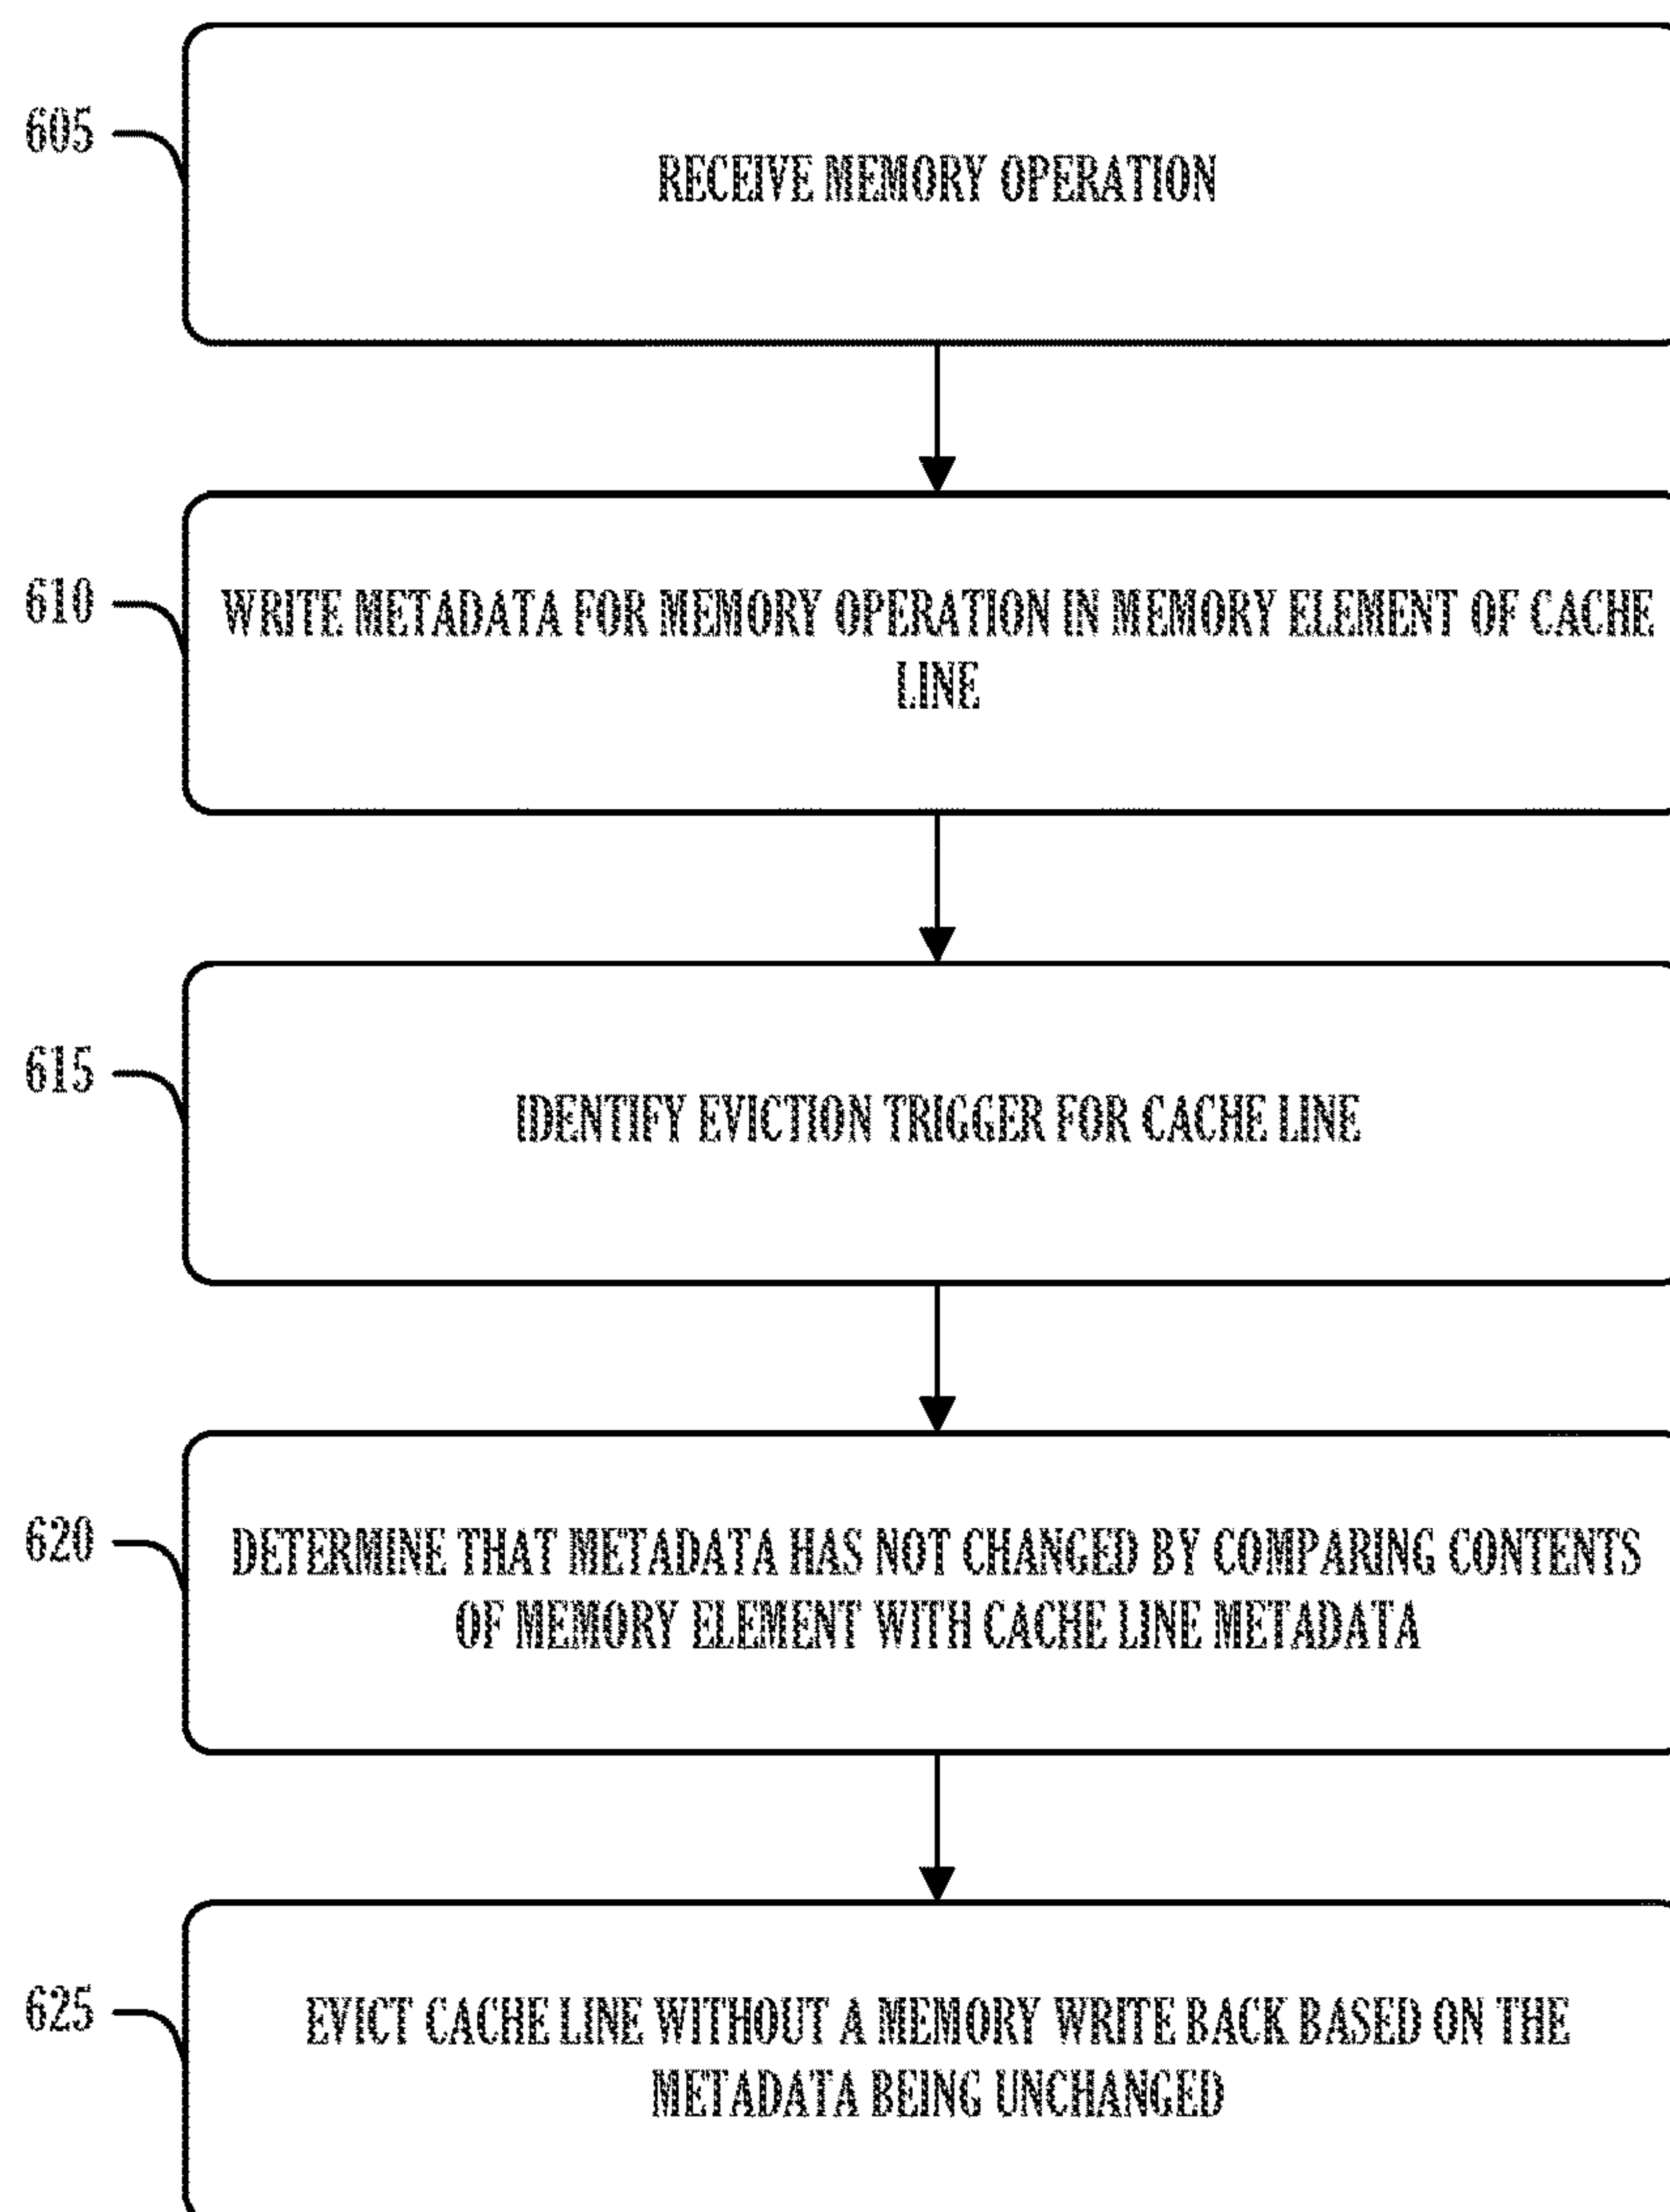 605
RECEIVE MEMORY OPERATION
610
WRITE METADATA FOR MEMORY OPERATION IN MEMORY ELEMENT OF CACHE
LINE
615
IDENTIFY EVICTION TRIGGER FOR CACHE LINE
620
DETERMINE THAT METADATA HAS NOT CHANGED BY COMPARING CONTENTS
OF MEMORY ELEMENT WITH CACHE LINE METADATA
625
EVICT CACHE LINE WITHOUT A MEMORY WRITE BACK BASED ON THE
METADATA BEING UNCHANGED